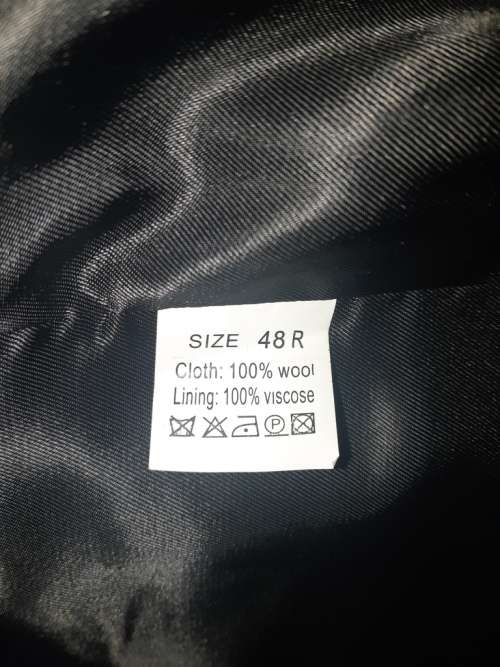 SIZE 48 R
Cloth: 100% wool
Lining: 100% viscose
P